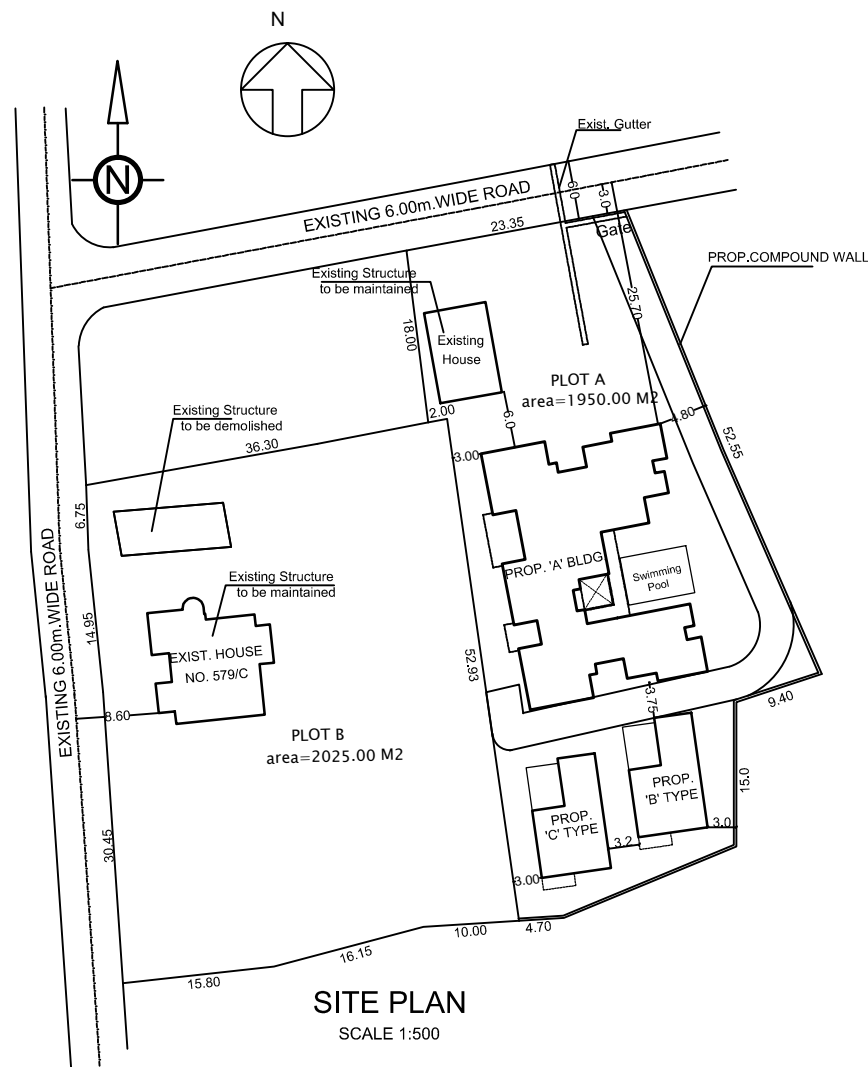 N
N
Exist. Gutter
EXISTING 6.00m.WIDE ROAD
6.0
3.0
23.35
Gate
PROP.COMPOUND WALL
Existing Structure
to be maintained
25.70
18.00
Existing
House
PLOT A
area=1950.00 M2
Existing Structure
to be demolished
2.00
6.0
4.80
52.55
36.30
3.00
6.75
EXISTING 6.00m.WIDE ROAD
PROP. 'A' BLDG
Swimming
Pool
Existing Structure
to be maintained
14.95
EXIST. HOUSE
NO. 579/C
52.93
3.75
9.40
8.60
PLOT B
area=2025.00 M2
15.0
PROP.
'B' TYPE
PROP.
'C' TYPE
3.0
3.2
30.45
3.00
4.70
10.00
16.15
15.80
SITE PLAN
SCALE 1:500